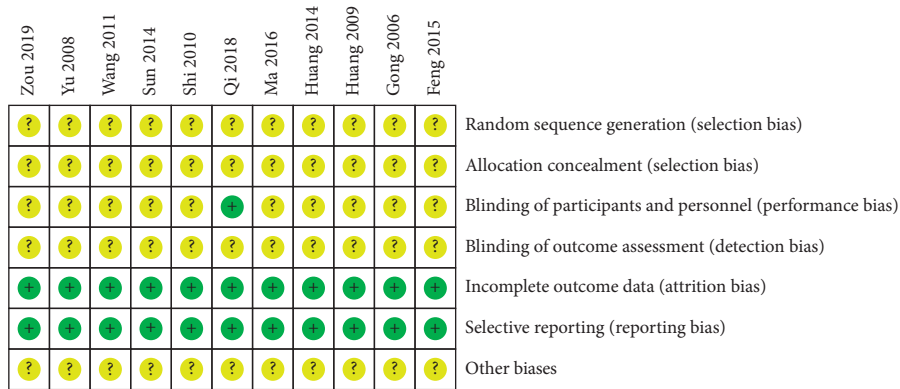 Zou 2019 Yu 2008 Wang 2011 Sun 2014 Shi 2010 Qi 2018 Ma 2016 Huang 2014 Huang 2009 Gong 2006 Feng 2015
? ? ? ? ? ? ? ? ? ? ? Random sequence generation (selection bias)
? ? ? ? ? ? ? ? ? ? ? Allocation concealment (selection bias)
? ? ? ? ? + ? ? ? ? ? Blinding of participants and personnel (performance bias)
? ? ? ? ? ? ? ? ? ? ? Blinding of outcome assessment (detection bias)
+ + + + + + + + + + + Incomplete outcome data (attrition bias)
+ + + + + + + + + + + Selective reporting (reporting bias)
? ? ? ? ? ? ? ? ? ? ? Other biases